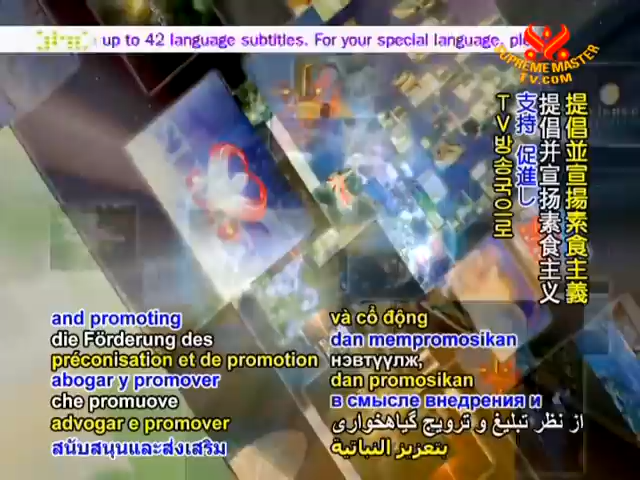 up to 42 language subtitles. For your special language, ple
SUPREME MASTER
TV.COM
提倡並宣揚素食主義
提倡并宣扬素食主义
支持 促進し
TV방송국으로
and promoting
die Förderung des
préconisation et de promotion
abogar y promover
che promuove
advogar e promover
สนับสนุนและส่งเสริม
và cổ động
dan mempromosikan
нэвтүүлж,
dan promosikan
в смысле внедрения и
از نظر تبلیغ و ترویج گیاهخواری
بتعزيز النباتية